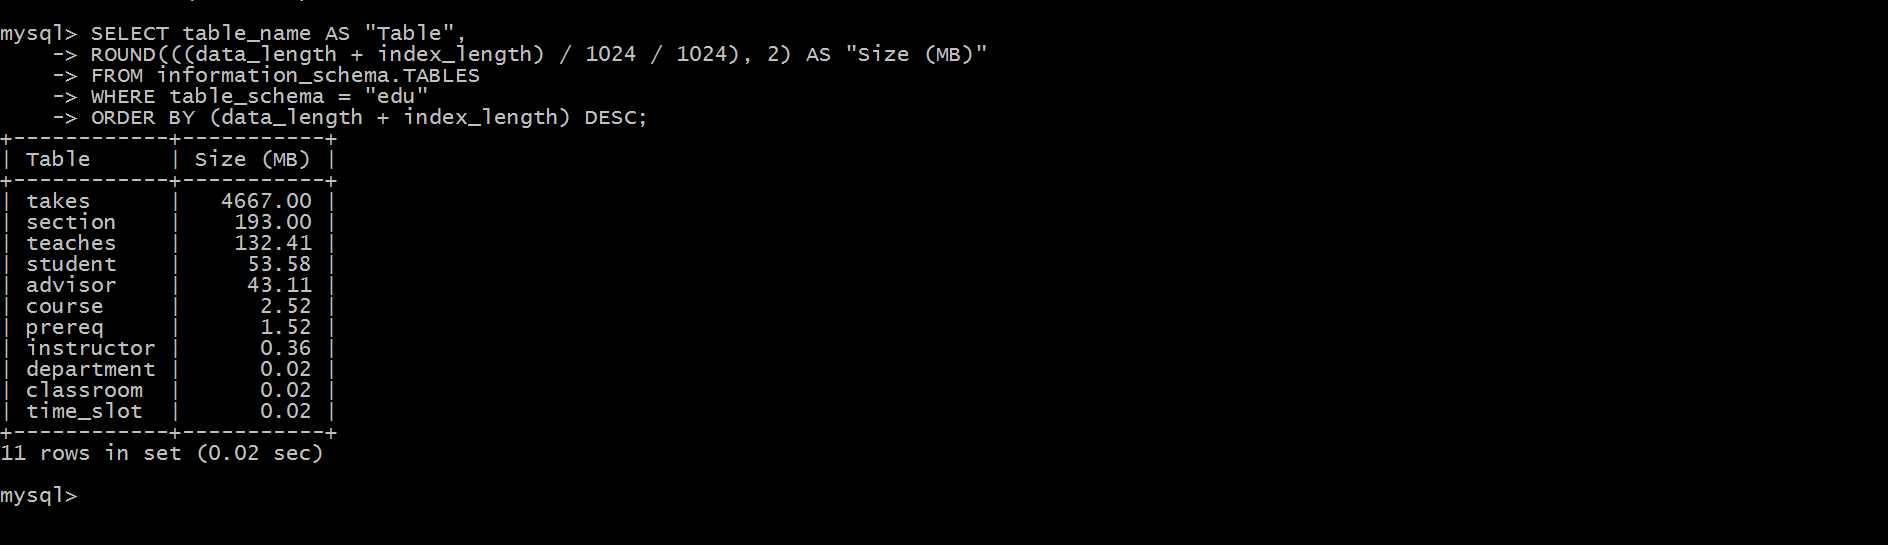 mysql> SELECT table_name AS "Table",
    -> ROUND(((data_length + index_length) / 1024 / 1024), 2) AS "Size (MB)"
    -> FROM information_schema.TABLES
    -> WHERE table_schema = "edu"
    -> ORDER BY (data_length + index_length) DESC;
+------------+-----------+
| Table      | Size (MB) |
+------------+-----------+
| takes      |   4667.00 |
| section    |    193.00 |
| teaches    |    132.41 |
| student    |     53.58 |
| advisor    |     43.11 |
| course     |      2.52 |
| prereq     |      1.52 |
| instructor |      0.36 |
| department |      0.02 |
| classroom  |      0.02 |
| time_slot  |      0.02 |
+------------+-----------+
11 rows in set (0.02 sec)
mysql>